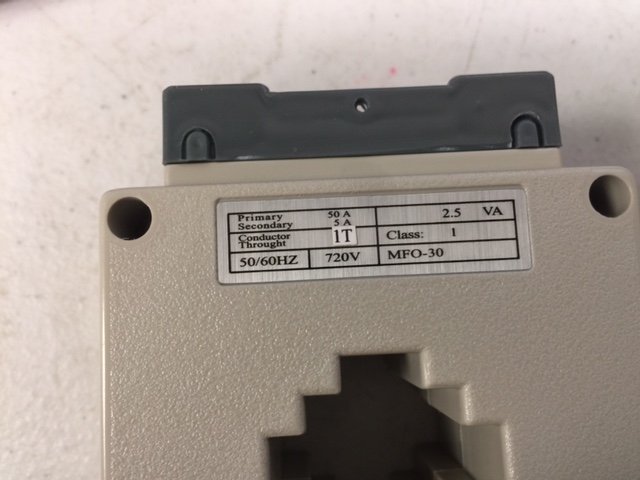 Primary 50 A 2.5 VA
Secondary 5 A
Conductor Throught 1T Class: 1
50/60HZ 720V MFO-30